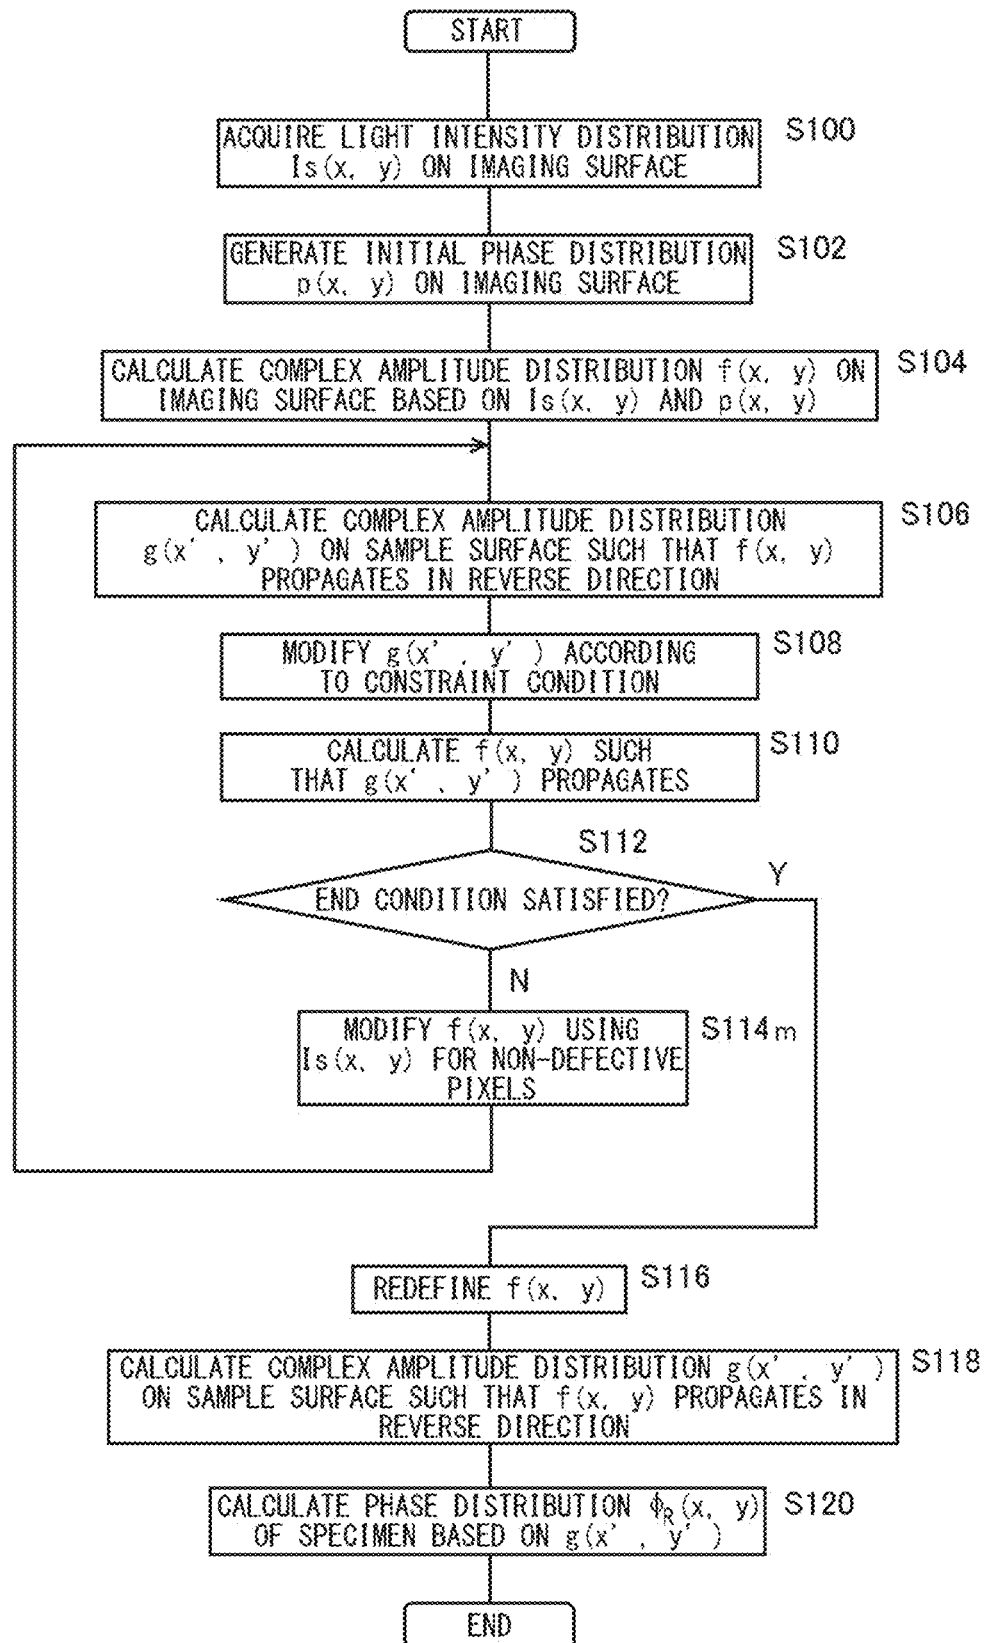 START
S100
ACQUIRE LIGHT INTENSITY DISTRIBUTION
Is(x, y) ON IMAGING SURFACE
S102
GENERATE INITIAL PHASE DISTRIBUTION
p(x, y) ON IMAGING SURFACE
S104
CALCULATE COMPLEX AMPLITUDE DISTRIBUTION f(x, y) ON
IMAGING SURFACE BASED ON Is(x, y) AND p(x, y)
S106
CALCULATE COMPLEX AMPLITUDE DISTRIBUTION
g(x', y') ON SAMPLE SURFACE SUCH THAT f(x, y)
PROPAGATES IN REVERSE DIRECTION
S108
MODIFY g(x', y') ACCORDING
TO CONSTRAINT CONDITION
S110
CALCULATE f(x, y) SUCH
THAT g(x', y') PROPAGATES
S112
END CONDITION SATISFIED?
Y
N
S114m
MODIFY f(x, y) USING
Is(x, y) FOR NON-DEFECTIVE
PIXELS
S116
REDEFINE f(x, y)
S118
CALCULATE COMPLEX AMPLITUDE DISTRIBUTION g(x', y')
ON SAMPLE SURFACE SUCH THAT f(x, y) PROPAGATES IN
REVERSE DIRECTION
S120
CALCULATE PHASE DISTRIBUTION ϕR(x, y)
OF SPECIMEN BASED ON g(x', y')
END